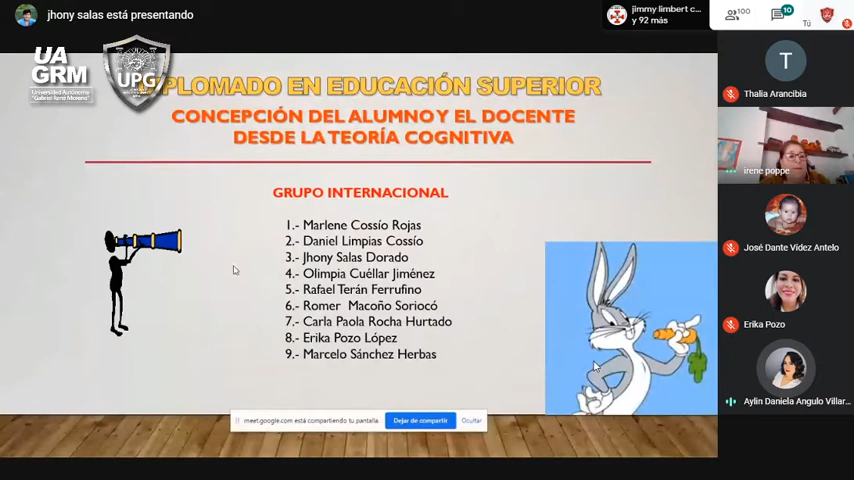 jhony salas está presentando
jimmy limbert c...
y 92 más
100
10
Tú
UA
GRM
Universidad Autónoma
"Gabriel René Moreno"
UPG
PLOMADO EN EDUCACIÓN SUPERIOR
CONCEPCIÓN DEL ALUMNO Y EL DOCENTE
DESDE LA TEORÍA COGNITIVA
GRUPO INTERNACIONAL
1.- Marlene Cossío Rojas
2.- Daniel Limpias Cossío
3.- Jhony Salas Dorado
4.- Olimpia Cuéllar Jiménez
5.- Rafael Terán Ferrufino
6.- Romer Macoño Soriocó
7.- Carla Paola Rocha Hurtado
8.- Erika Pozo López
9.- Marcelo Sánchez Herbas
meet.google.com está compartiendo tu pantalla.
Dejar de compartir
Ocultar
T
Thalia Arancibia
irene poppe
José Dante Vídez Antelo
Erika Pozo
Aylin Daniela Angulo Villar...